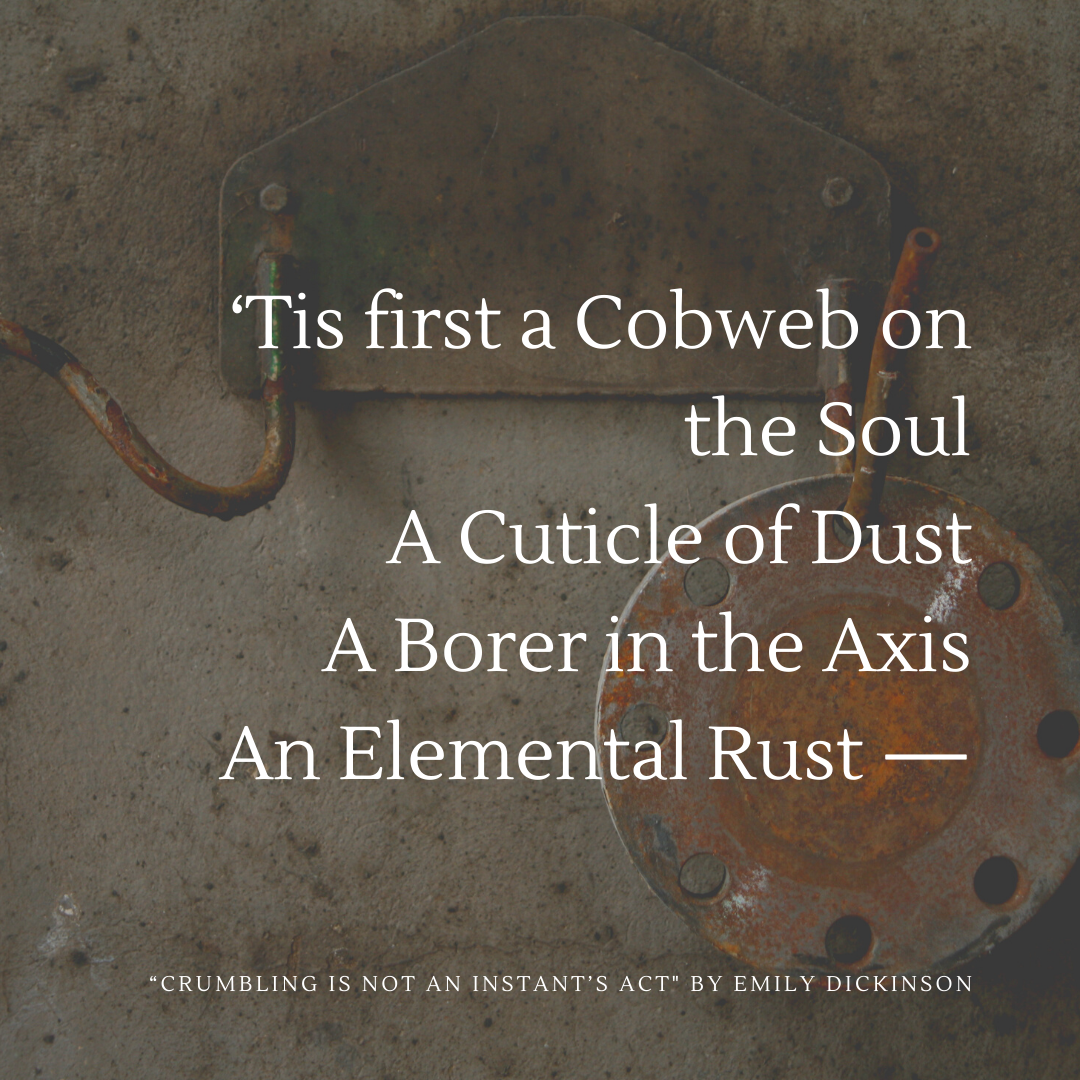 ‘Tis first a Cobweb on
the Soul
A Cuticle of Dust
A Borer in the Axis
An Elemental Rust —
“CRUMBLING IS NOT AN INSTANT’S ACT" BY EMILY DICKINSON